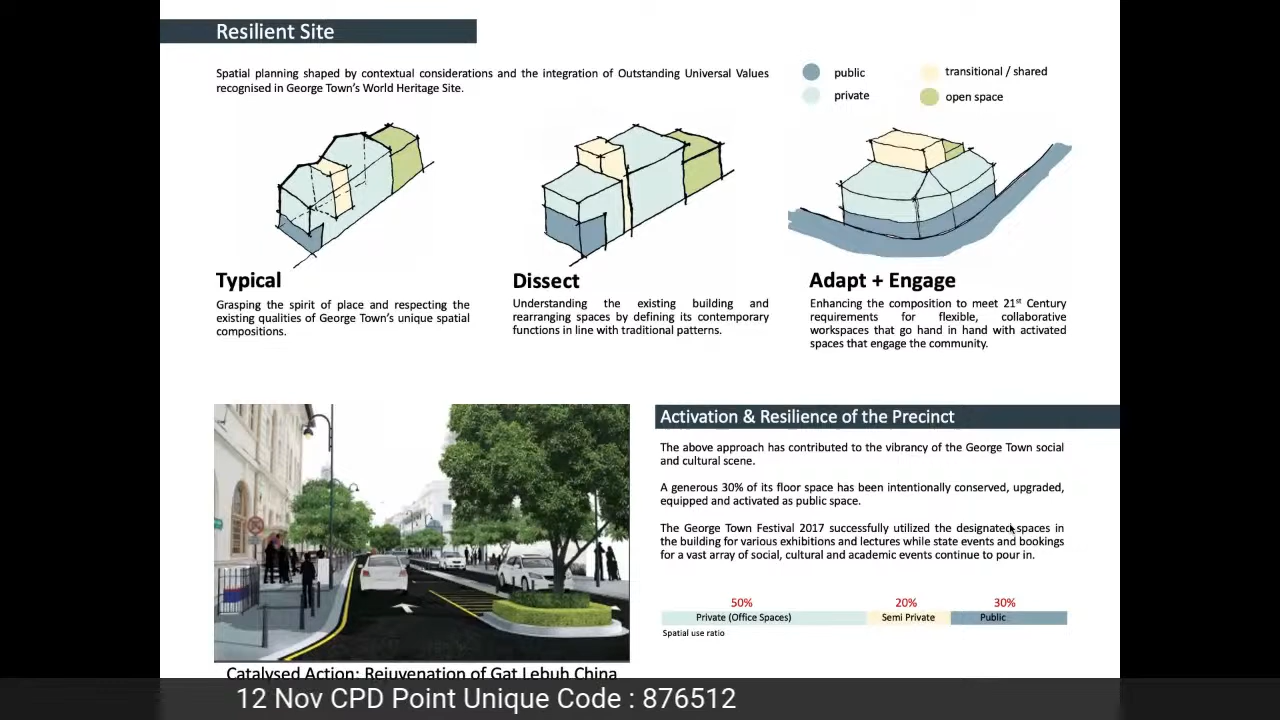 Resilient Site
Spatial planning shaped by contextual considerations and the integration of Outstanding Universal Values
recognised in George Town's World Heritage Site.
public
transitional / shared
private
open space
Typical
Grasping the spirit of place and respecting the
existing qualities of George Town's unique spatial
compositions.
Dissect
Understanding the existing building and
rearranging spaces by defining its contemporary
functions in line with traditional patterns.
Adapt + Engage
Enhancing the composition to meet 21st Century
requirements for flexible, collaborative
workspaces that go hand in hand with activated
spaces that engage the community.
Catalysed Action: Rejuvenation of Gat Lebuh China
Activation & Resilience of the Precinct
The above approach has contributed to the vibrancy of the George Town social
and cultural scene.
A generous 30% of its floor space has been intentionally conserved, upgraded,
equipped and activated as public space.
The George Town Festival 2017 successfully utilized the designated spaces in
the building for various exhibitions and lectures while state events and bookings
for a vast array of social, cultural and academic events continue to pour in.
50% 20% 30%
Private (Office Spaces) Semi Private Public
Spatial use ratio
12 Nov CPD Point Unique Code : 876512